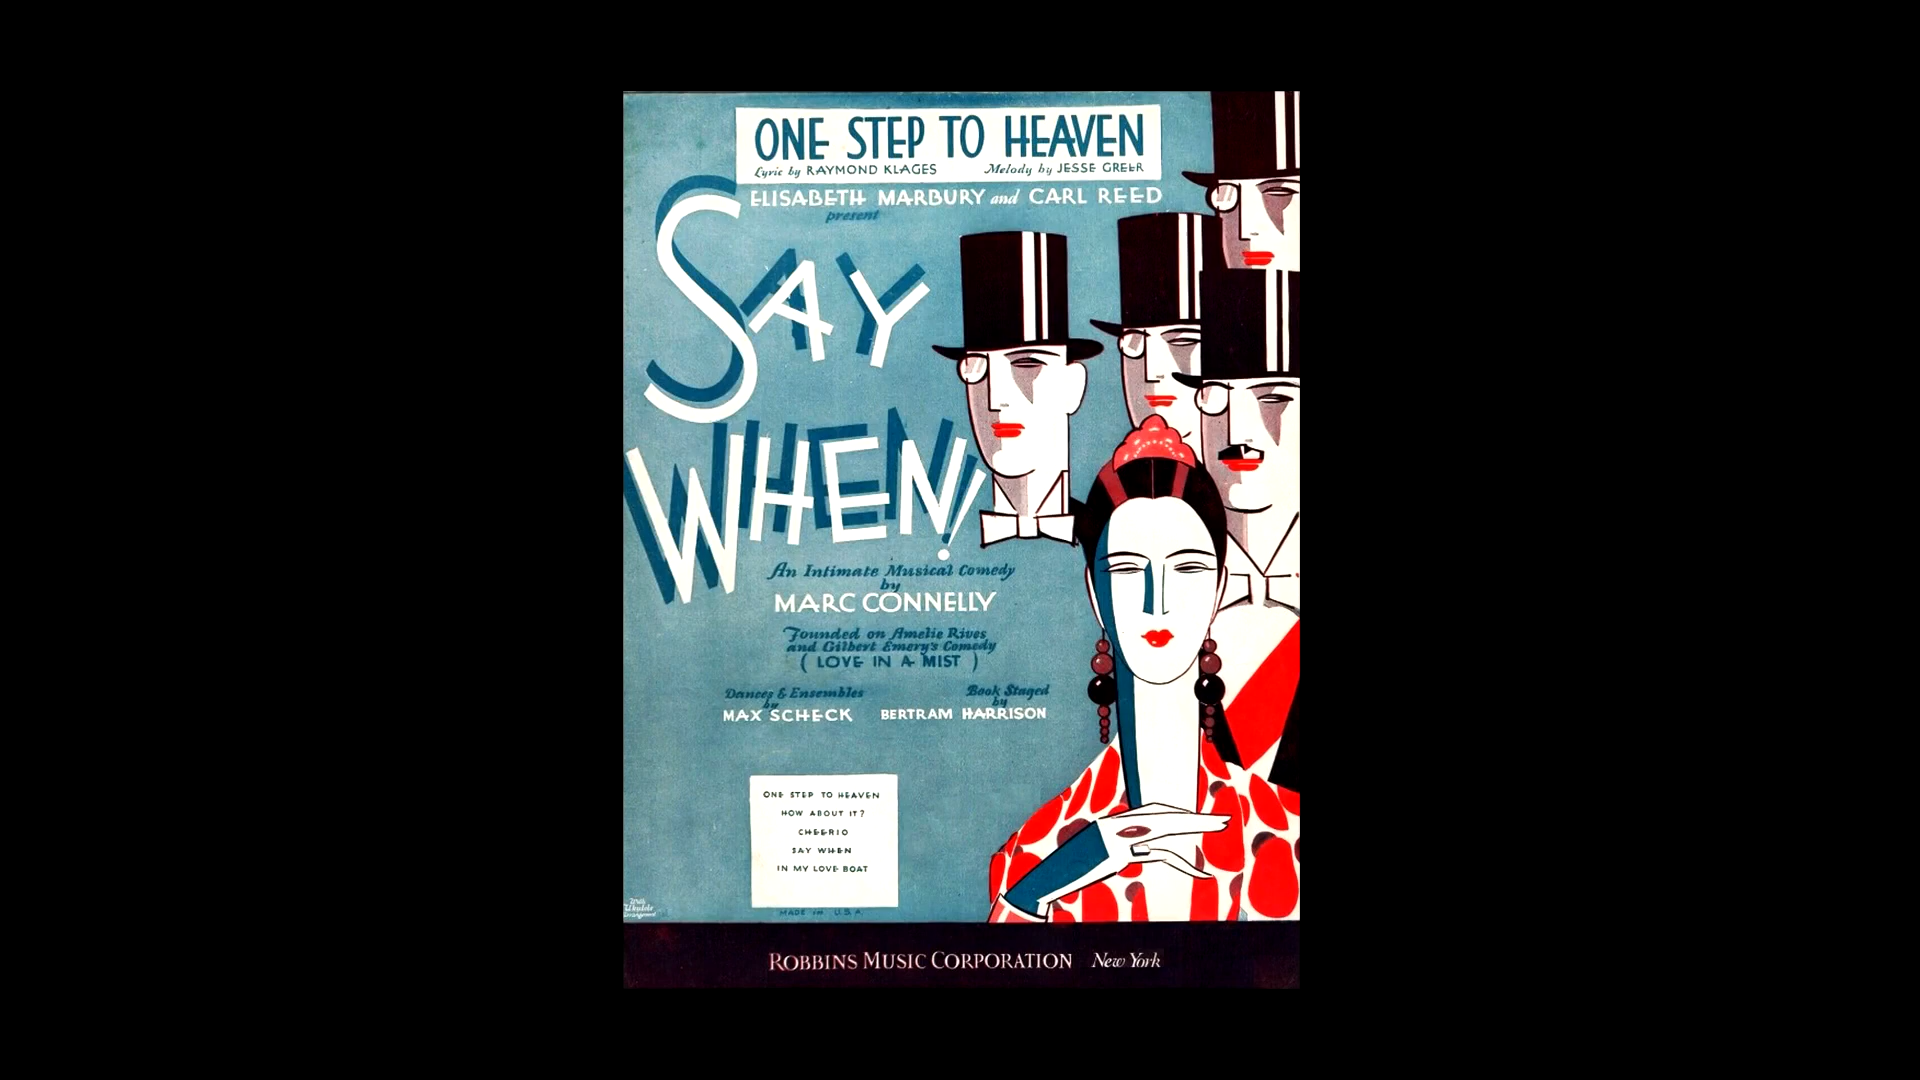 ONE STEP TO HEAVEN
Lyric by RAYMOND KLAGES Melody by JESSE GREER
ELISABETH MARBURY and CARL REED
present
SAY
WHEN!
An Intimate Musical Comedy
by
MARC CONNELLY
Founded on Amelie Rives
and Gilbert Emery's Comedy
( LOVE IN A MIST )
Dances & Ensembles
by
MAX SCHECK
Book Staged
by
BERTRAM HARRISON
ONE STEP TO HEAVEN
HOW ABOUT IT?
CHEERIO
SAY WHEN
IN MY LOVE BOAT
With
Ukulele
Arrangement
MADE IN U.S.A.
ROBBINS MUSIC CORPORATION New York